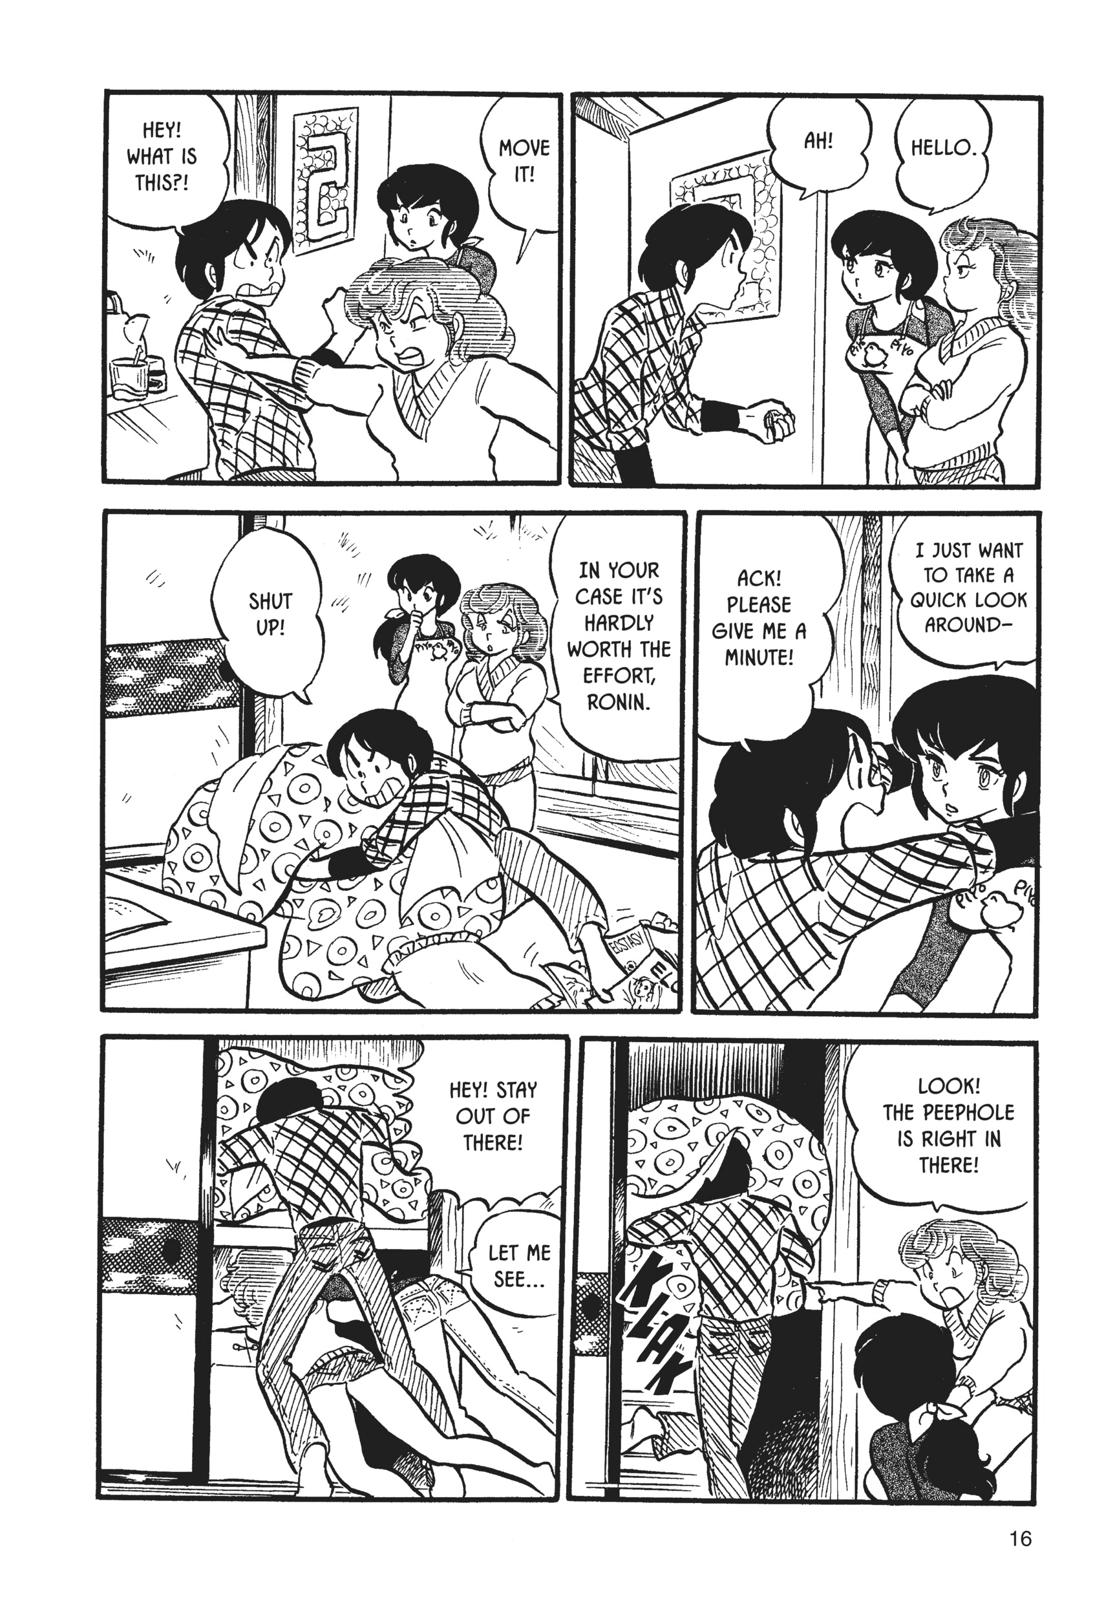 HELLO.
AH!
PiYo PiYo
MOVE
IT!
HEY!
WHAT IS
THIS?!
2
I JUST WANT
TO TAKE A
QUICK LOOK
AROUND–
ACK!
PLEASE
GIVE ME A
MINUTE!
PiYo
IN YOUR
CASE IT'S
HARDLY
WORTH THE
EFFORT,
RONIN.
SHUT
UP!
PiYo
ECSTASY
LOOK!
THE PEEPHOLE
IS RIGHT IN
THERE!
KLAK
HEY! STAY
OUT OF
THERE!
LET ME
SEE...
16